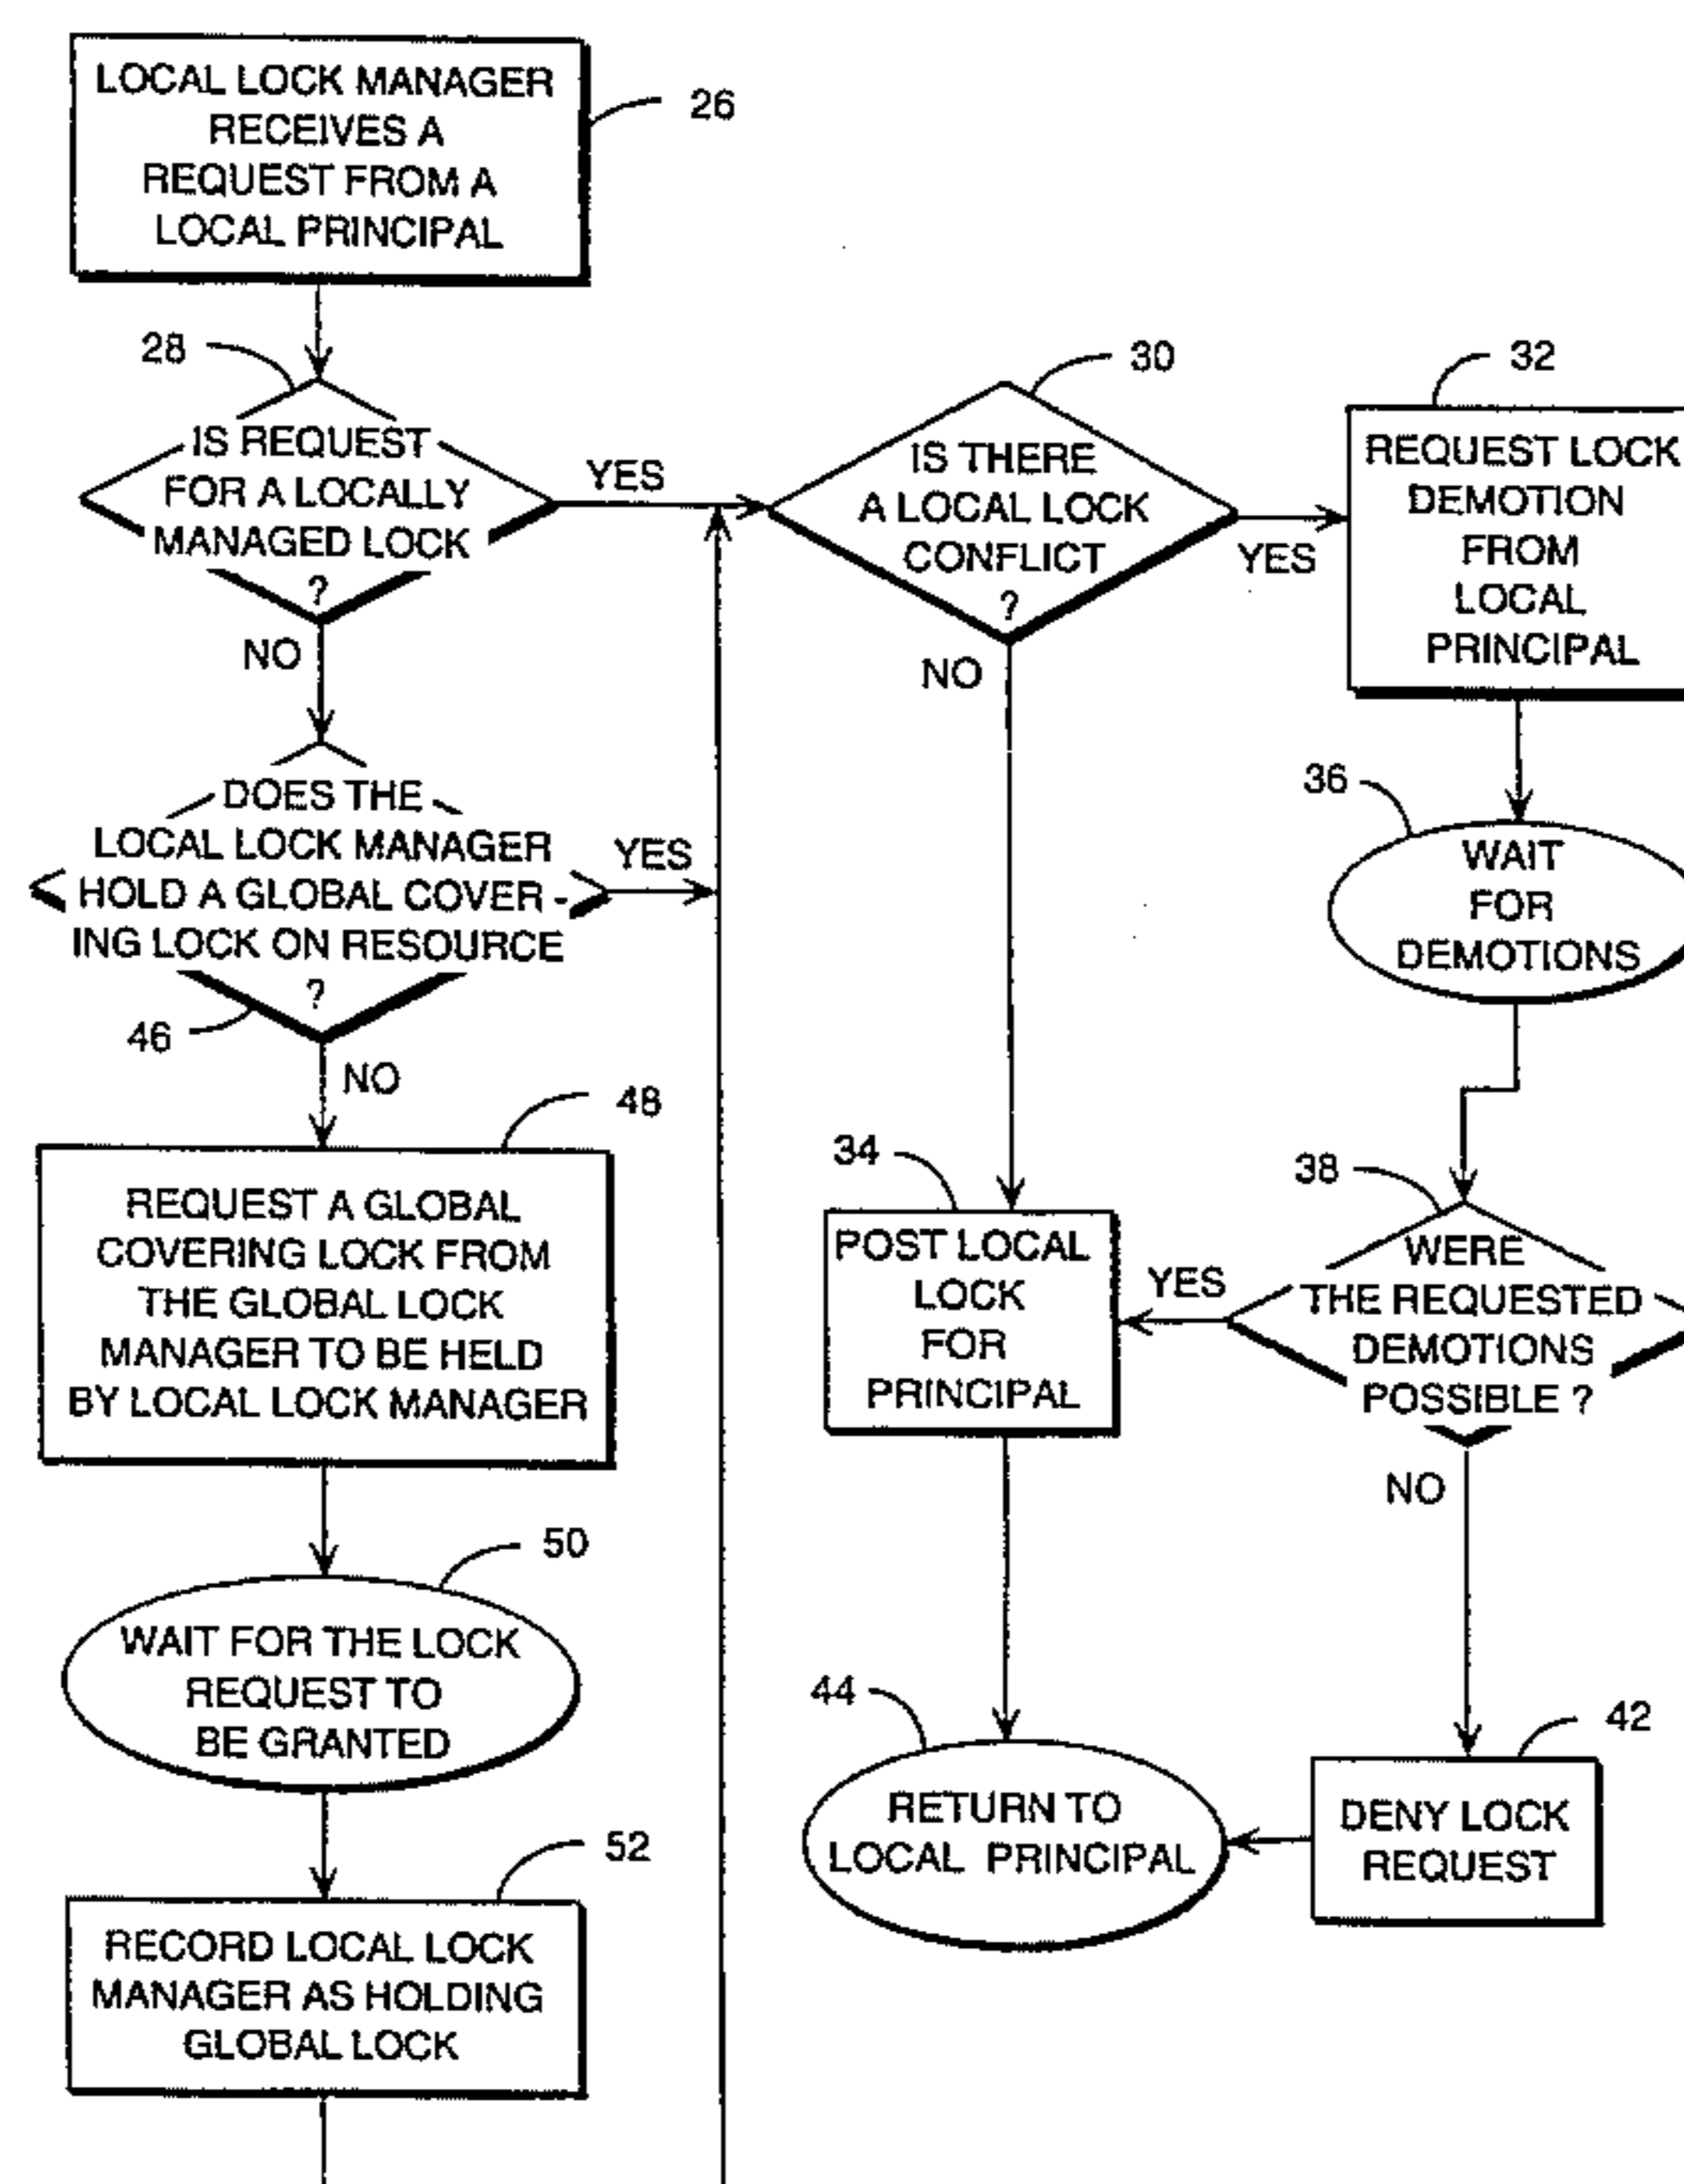 LOCAL LOCK MANAGER
RECEIVES A
REQUEST FROM A
LOCAL PRINCIPAL
26
28
IS REQUEST
FOR A LOCALLY
MANAGED LOCK
?
YES
NO
30
IS THERE
A LOCAL LOCK
CONFLICT
?
YES
NO
32
REQUEST LOCK
DEMOTION
FROM
LOCAL
PRINCIPAL
DOES THE
LOCAL LOCK MANAGER
HOLD A GLOBAL COVER -
ING LOCK ON RESOURCE
?
YES
46
NO
36
WAIT
FOR
DEMOTIONS
48
REQUEST A GLOBAL
COVERING LOCK FROM
THE GLOBAL LOCK
MANAGER TO BE HELD
BY LOCAL LOCK MANAGER
34
POST LOCAL
LOCK
FOR
PRINCIPAL
38
WERE
THE REQUESTED
DEMOTIONS
POSSIBLE ?
YES
NO
50
WAIT FOR THE LOCK
REQUEST TO
BE GRANTED
44
RETURN TO
LOCAL PRINCIPAL
42
DENY LOCK
REQUEST
52
RECORD LOCAL LOCK
MANAGER AS HOLDING
GLOBAL LOCK